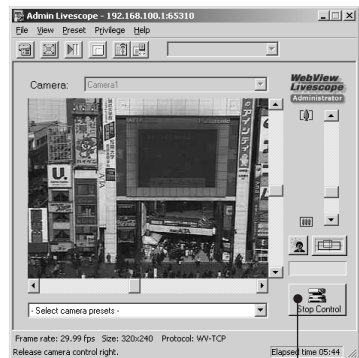 Admin Livescope - 192.168.100.1:65310
File View Preset Privilege Help
Camera: Camera1
WebView
Livescope
Administrator
U.
ALTA
- Select camera presets -
Stop Control
Frame rate: 29.99 fps Size: 320x240 Protocol: WV-TCP
Release camera control right.
Elapsed time 05:44